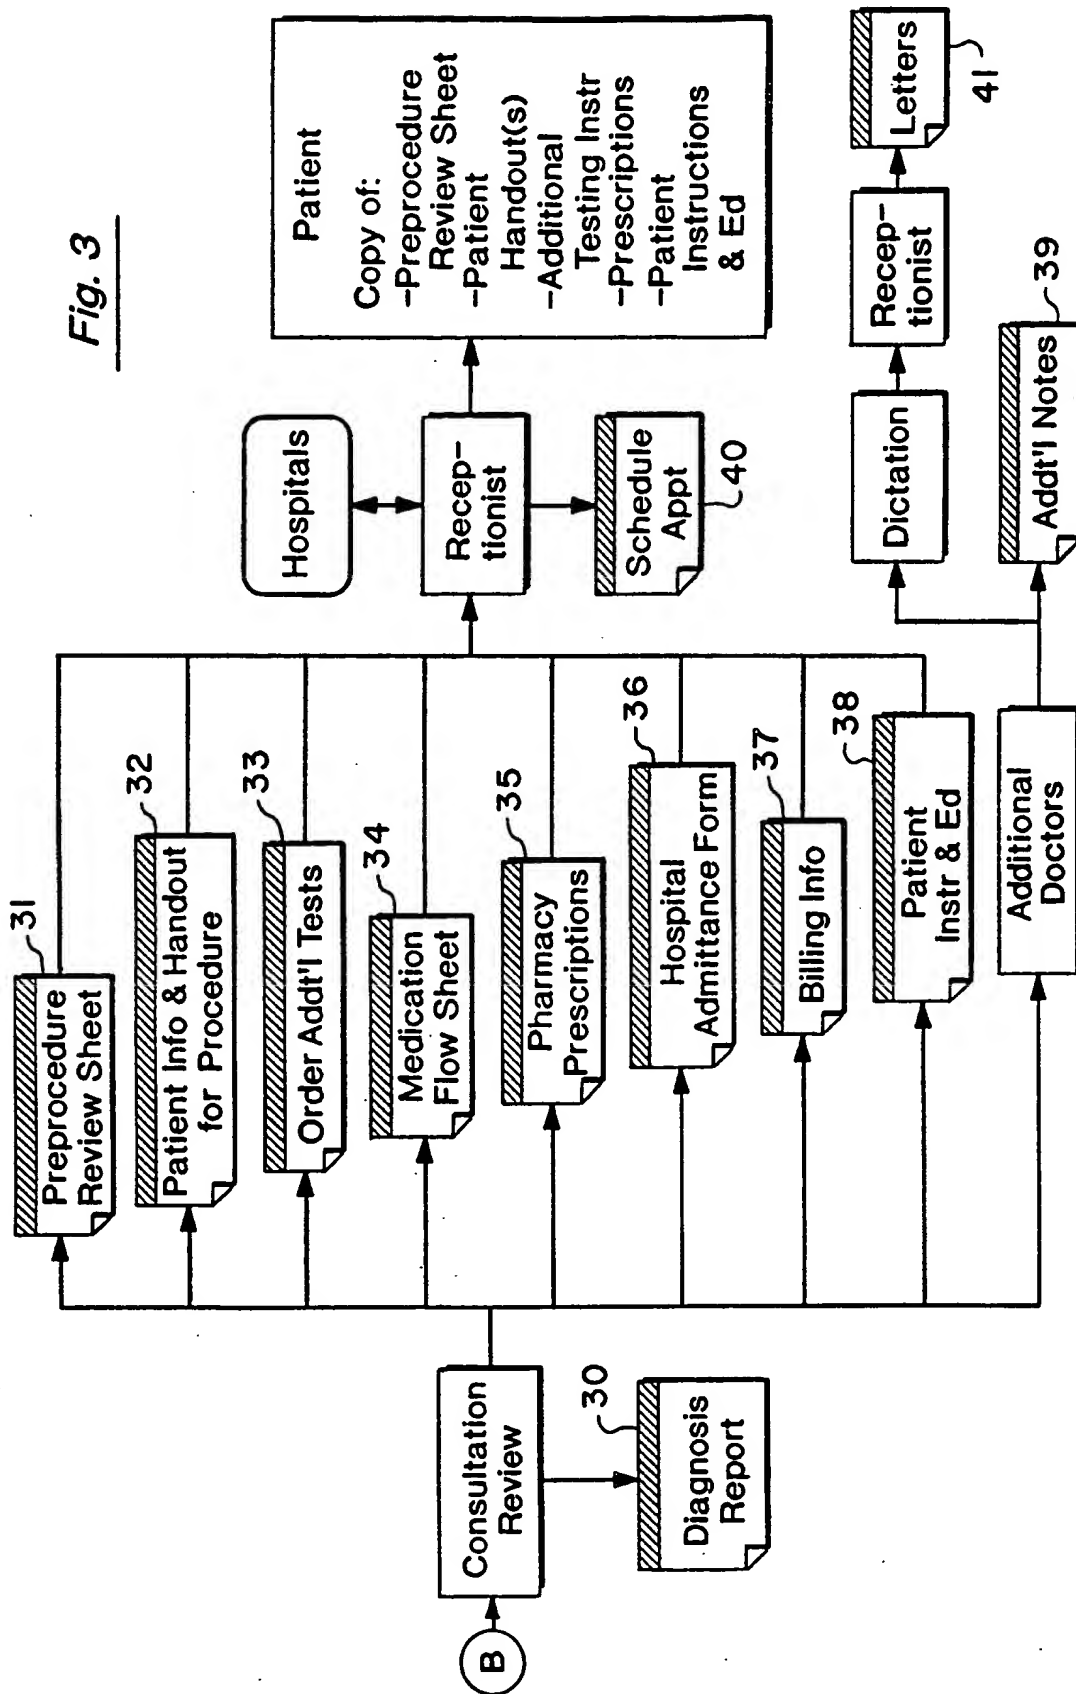 Fig. 3
B
Consultation
Review
30
Diagnosis
Report
31
Preprocedure
Review Sheet
32
Patient Info & Handout
for Procedure
33
Order Addt'l Tests
34
Medication
Flow Sheet
35
Pharmacy
Prescriptions
36
Hospital
Admittance Form
37
Billing Info
38
Patient
Instr & Ed
Additional
Doctors
Hospitals
Recep-
tionist
Schedule
Appt
40
Patient
Copy of:
-Preprocedure
Review Sheet
-Patient
Handout(s)
-Additional
Testing Instr
-Prescriptions
-Patient
Instructions
& Ed
Dictation
Recep-
tionist
Letters
41
Addt'l Notes
39